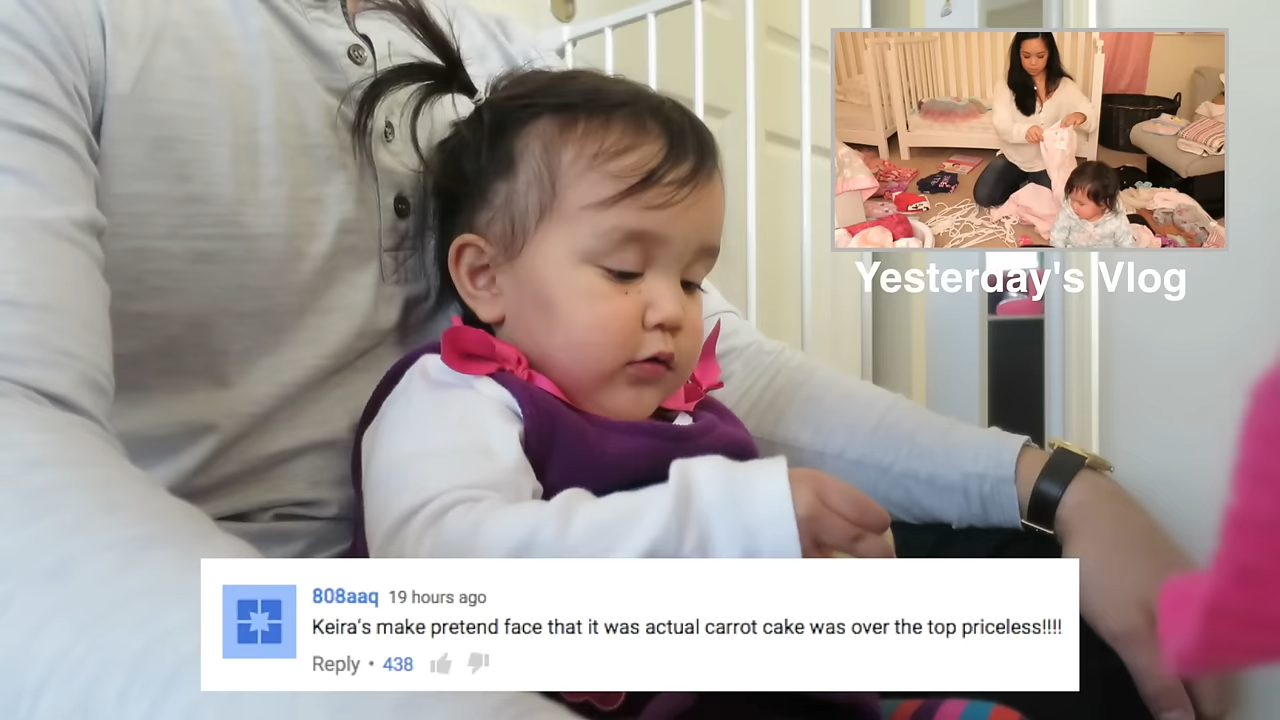 Yesterday's Vlog
808aaq 19 hours ago
Keira's make pretend face that it was actual carrot cake was over the top priceless!!!!
Reply • 438